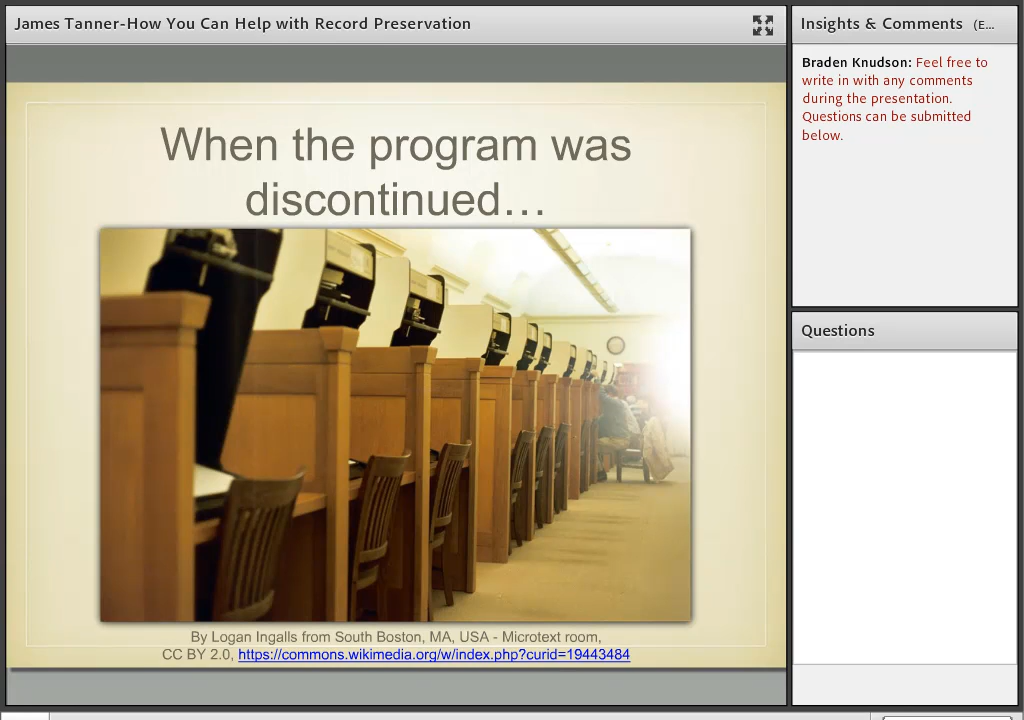 James Tanner-How You Can Help with Record Preservation
When the program was
discontinued…
By Logan Ingalls from South Boston, MA, USA - Microtext room,
CC BY 2.0, https://commons.wikimedia.org/w/index.php?curid=19443484
Insights & Comments (E...
Braden Knudson: Feel free to
write in with any comments
during the presentation.
Questions can be submitted
below.
Questions